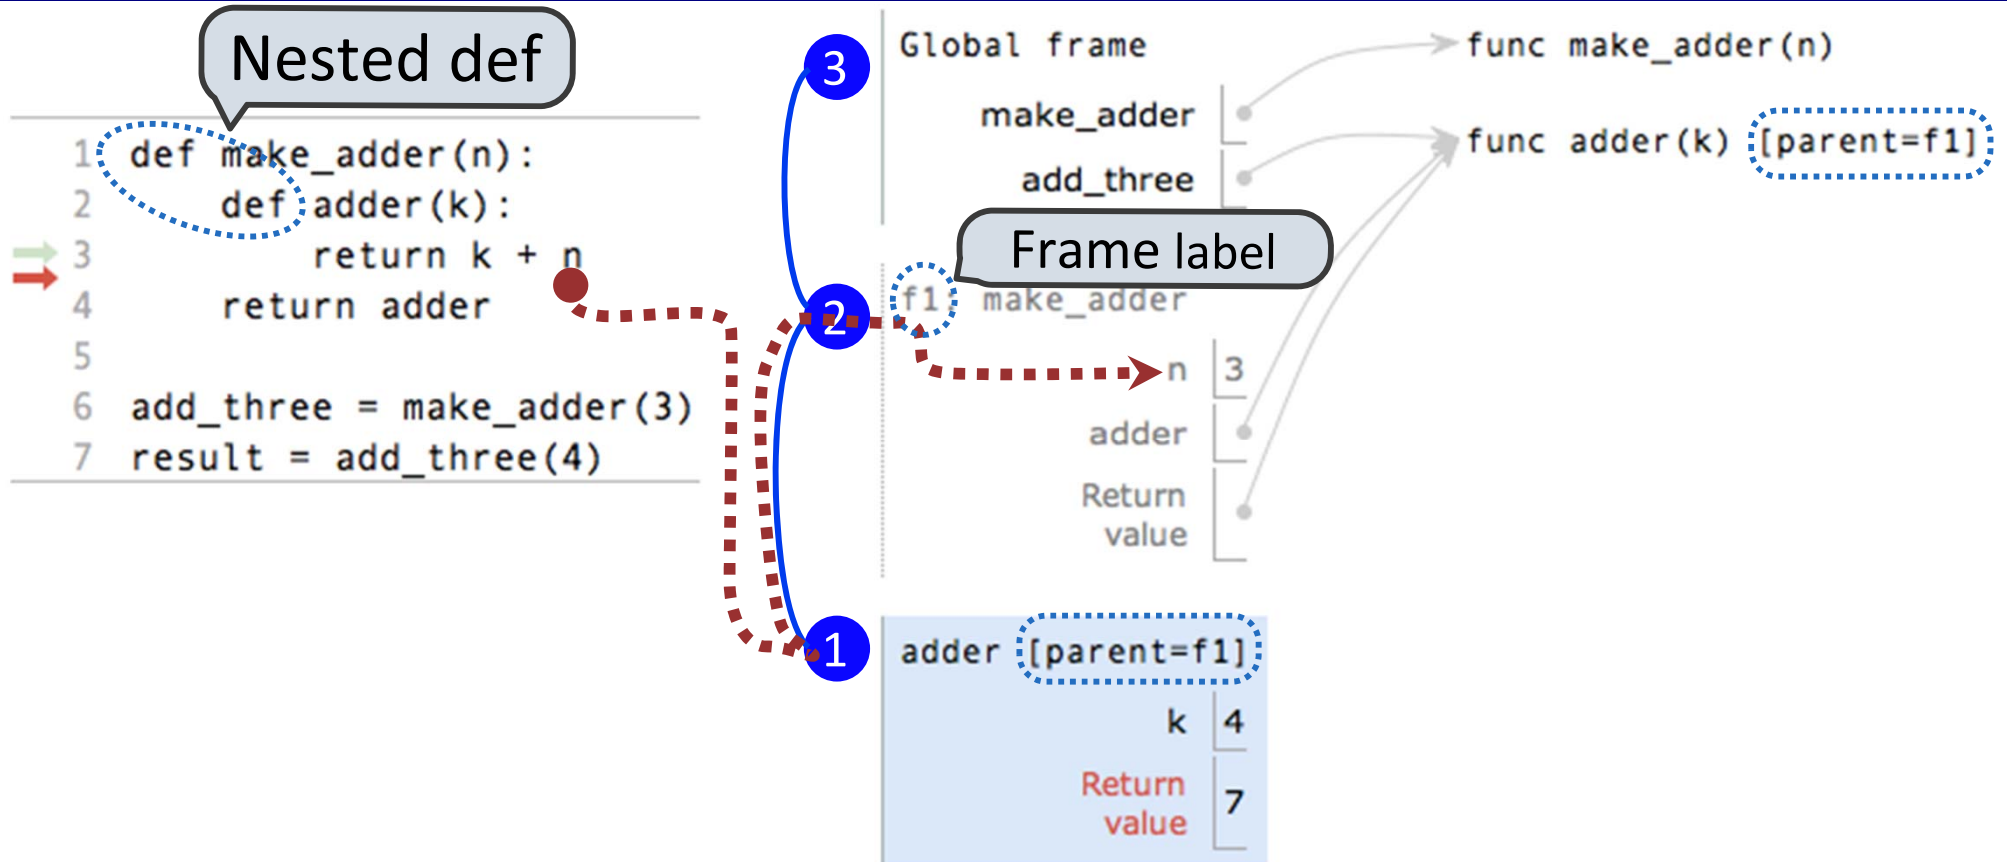 Nested def
1 def make_adder(n):
2     def adder(k):
3         return k + n
4     return adder
5
6 add_three = make_adder(3)
7 result = add_three(4)
3
2
1
Global frame
make_adder
add_three
func make_adder(n)
func adder(k) [parent=f1]
Frame label
f1: make_adder
n 3
adder
Return
value
adder [parent=f1]
k 4
Return
value 7